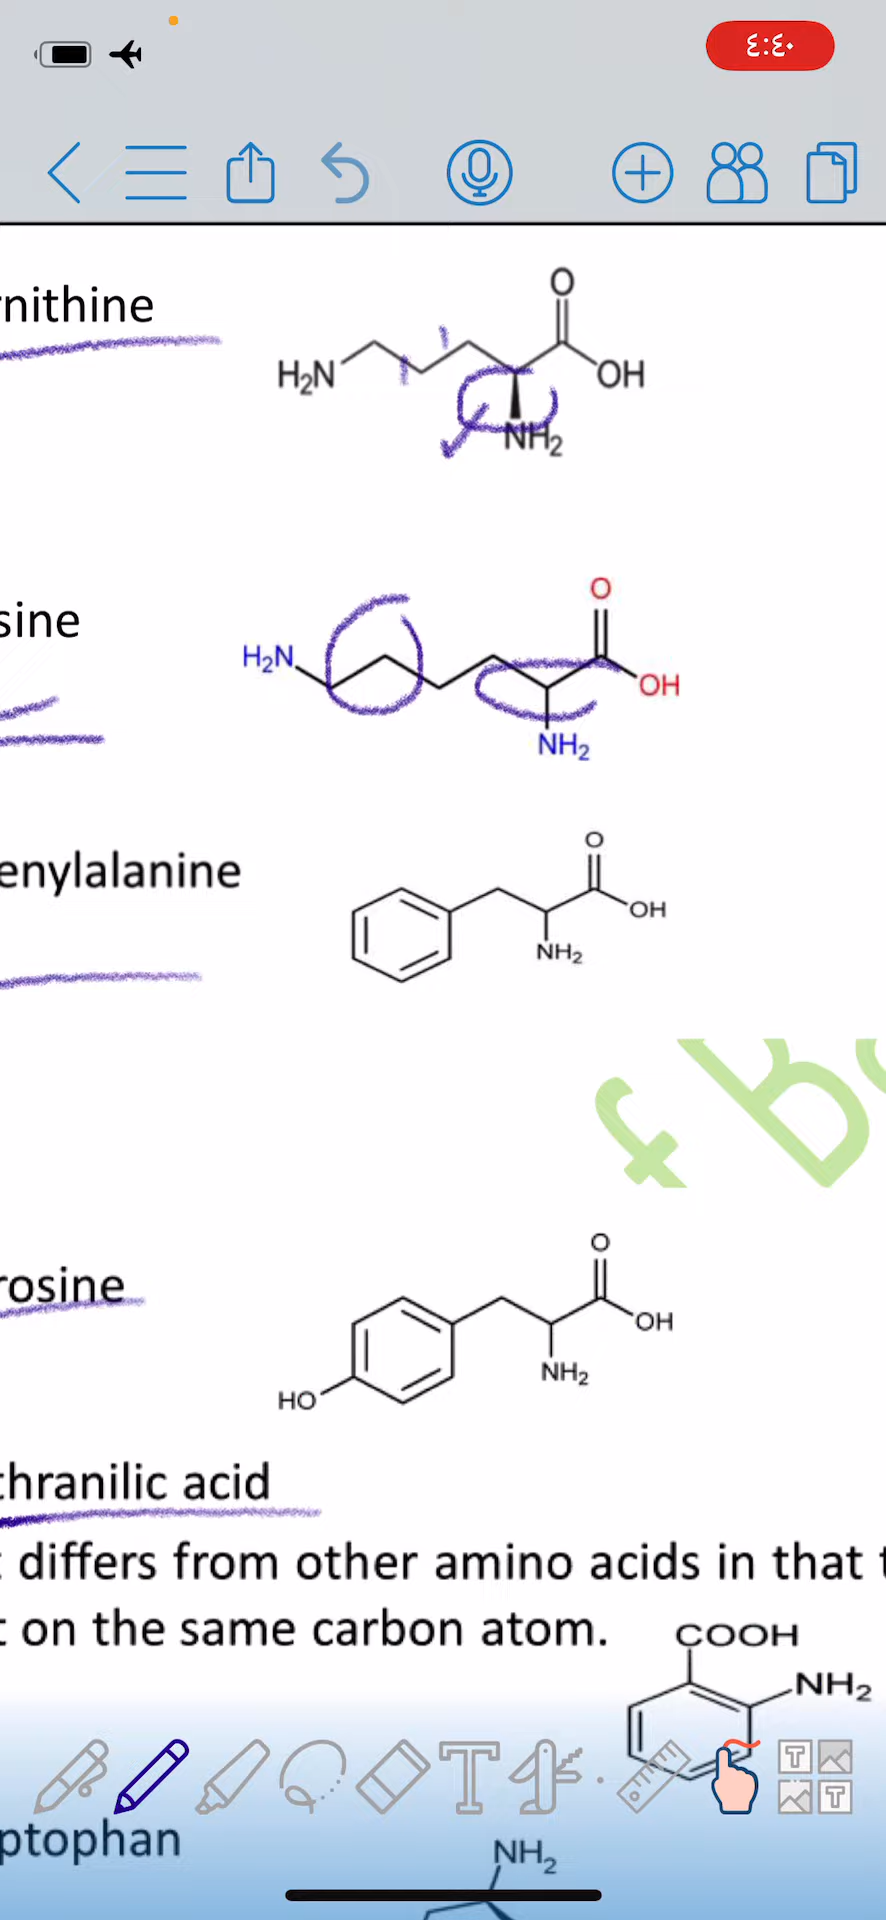 ٤:٤٠
rnithine
O
H₂N
OH
NH₂
sine
O
H₂N
OH
NH₂
enylalanine
O
OH
NH₂
f B
rosine
O
OH
NH₂
HO
thranilic acid
t differs from other amino acids in that t
t on the same carbon atom.
COOH
NH₂
T
T
T
ptophan
NH₂